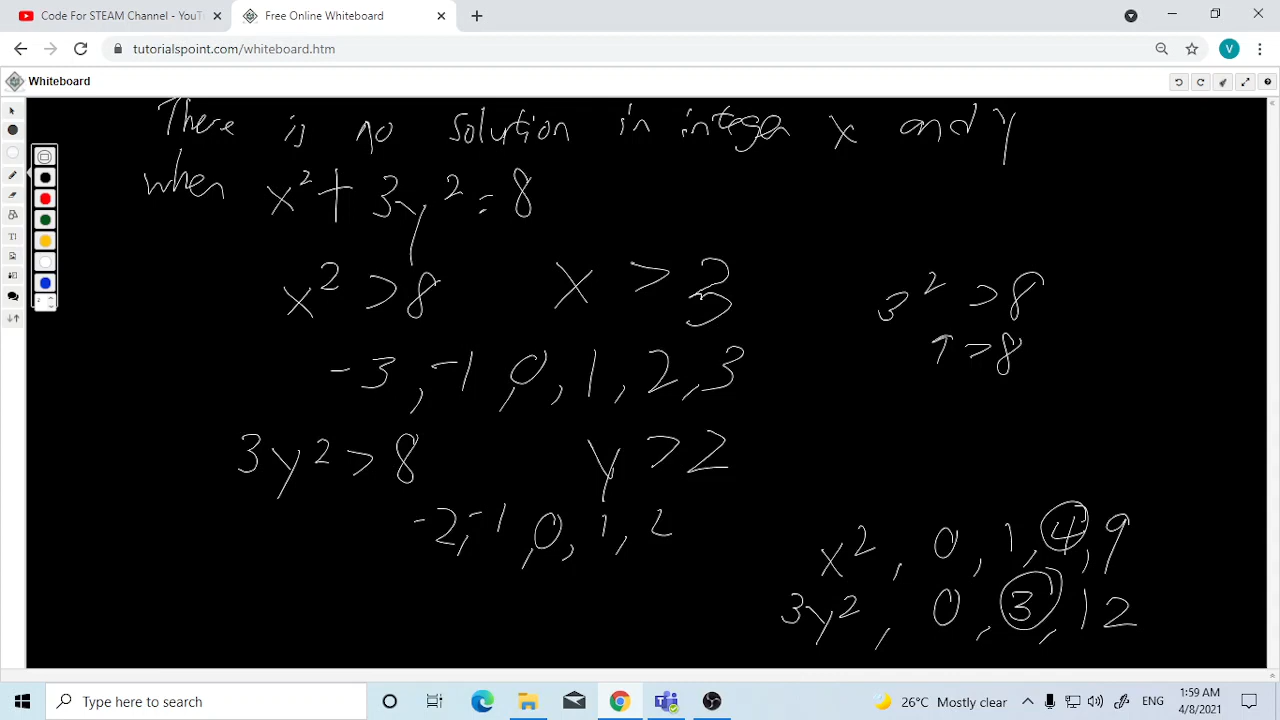 Code For STEAM Channel - YouT
Free Online Whiteboard
tutorialspoint.com/whiteboard.htm
V
Whiteboard
There is no solution in integer x and y
when x² + 3y² = 8
x² > 8 x > 3 3² > 8
9 > 8
-3, -1, 0, 1, 2, 3
3y² > 8 y > 2
-2, -1, 0, 1, 2
x², 0, 1, 4, 9
3y², 0, 3, 12
Type here to search
26°C Mostly clear
ENG
1:59 AM
4/8/2021